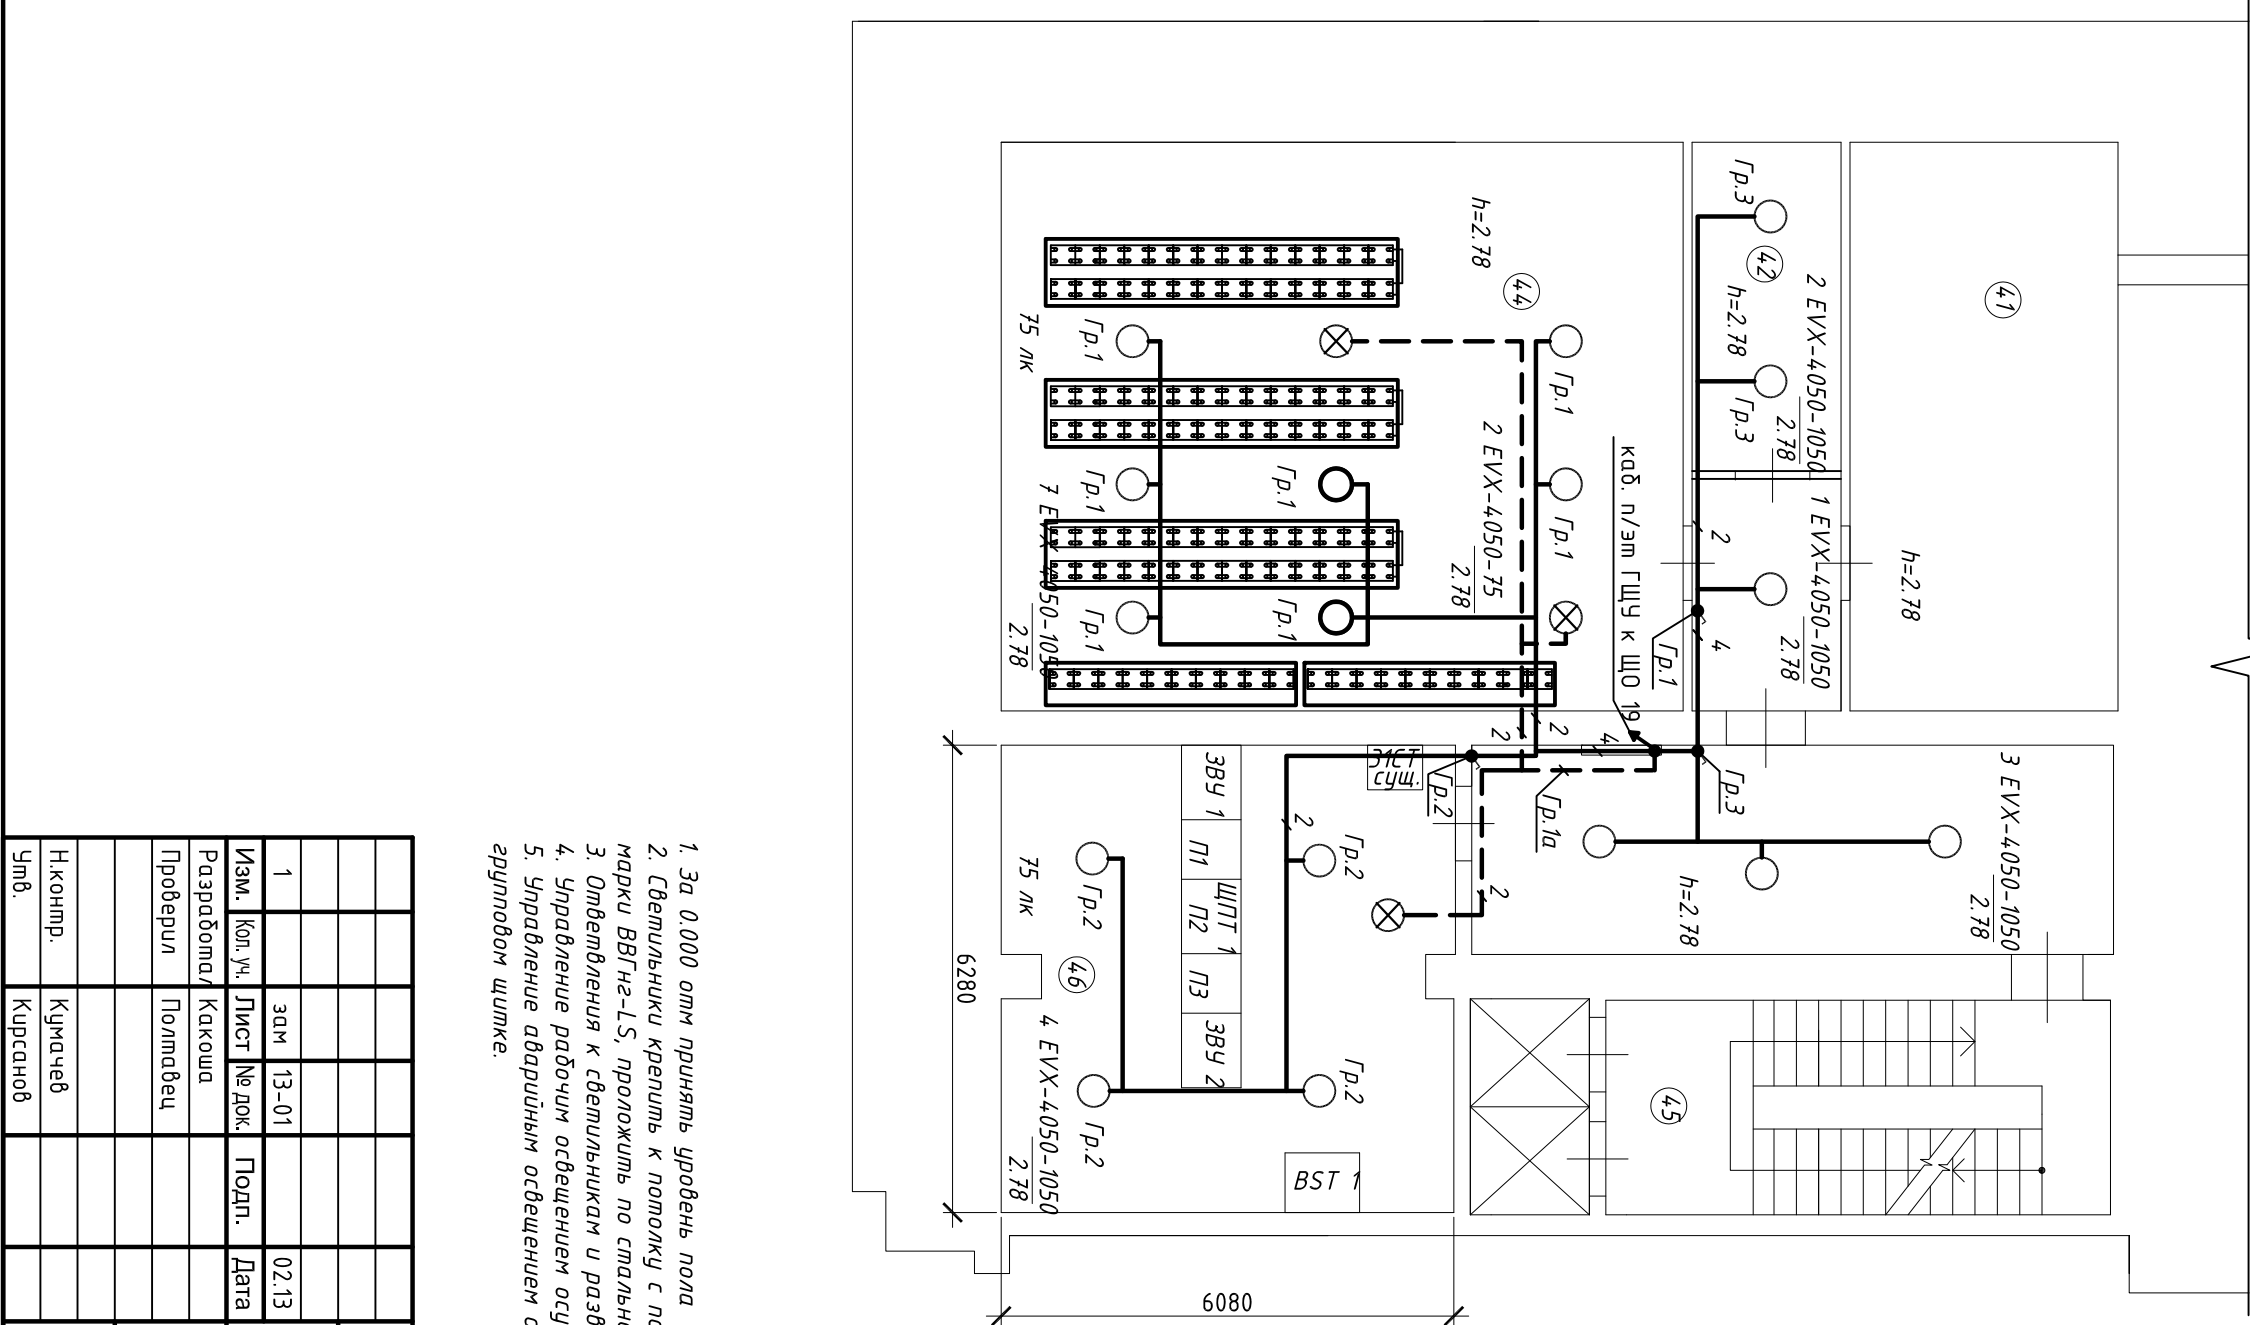 41
h=2.78
3 EVX-4050-1050
2.78
2 EVX-4050-1050
2.78
1 EVX-4050-1050
2.78
Гр.3
42
h=2.78
Гр.3
2
4
Гр.1
Гр.3
h=2.78
45
каб. п/эт ГЩУ к ЩО 19
4
h=2.78
44
Гр.1
Гр.1
2 EVX-4050-75
2.78
2
2
Гр.1а
Гр.2
2
ЭЧСТ
сущ.
Гр.1
Гр.1
Гр.1
Гр.1
Гр.1
75 лк
7 EVX-4050-1050
2.78
2
Гр.2
Гр.2
BST 1
ЗВУ 1
П1
ЩПТ 1
П2
П3
ЗВУ 2
Гр.2
Гр.2
75 лк
46
4 EVX-4050-1050
2.78
6280
6080
1. За 0.000 отм принять уровень пола
2. Светильники крепить к потолку с
марки ВВГнг-LS, проложить по
3. Ответвления к светильникам и
4. Управление рабочим освещением
5. Управление аварийным освещением
групповом щитке.
1 зам 13-01 02.13
Изм. Кол. уч. Лист № док. Подп. Дата
Разработал Какоша
Проверил Полтавец
Н.контр. Кумачев
Утв. Кирсанов